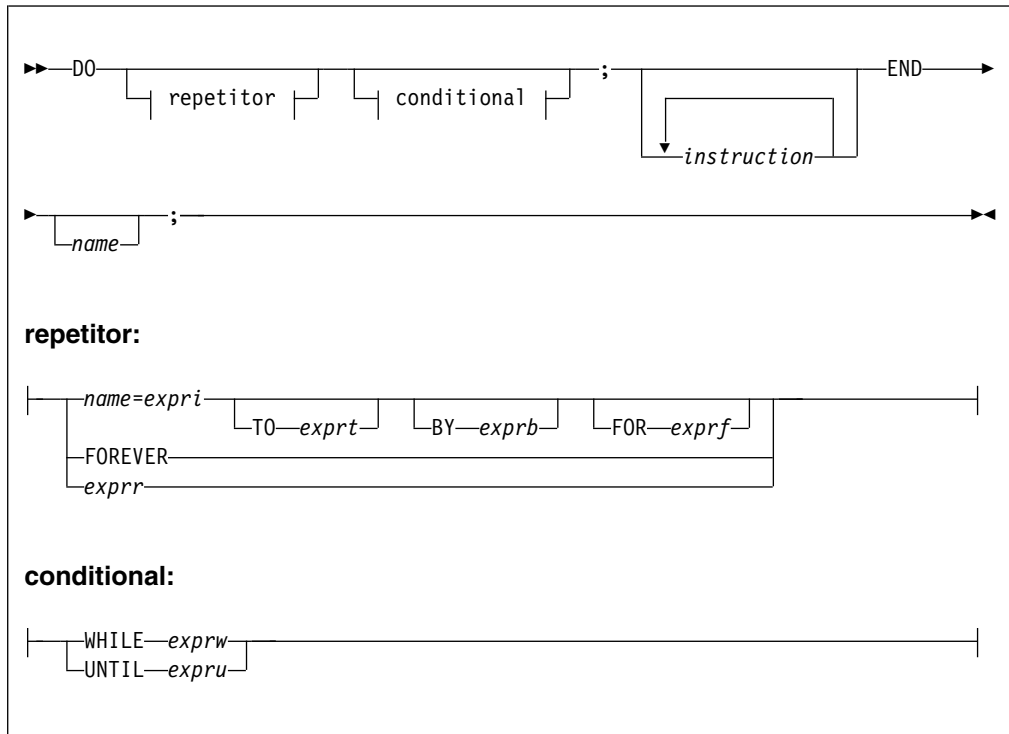 DO ; END
repetitor conditional
instruction
;
name
repetitor:
name=expri
TO exprt BY exprb FOR exprf
FOREVER
exprr
conditional:
WHILE exprw
UNTIL expru